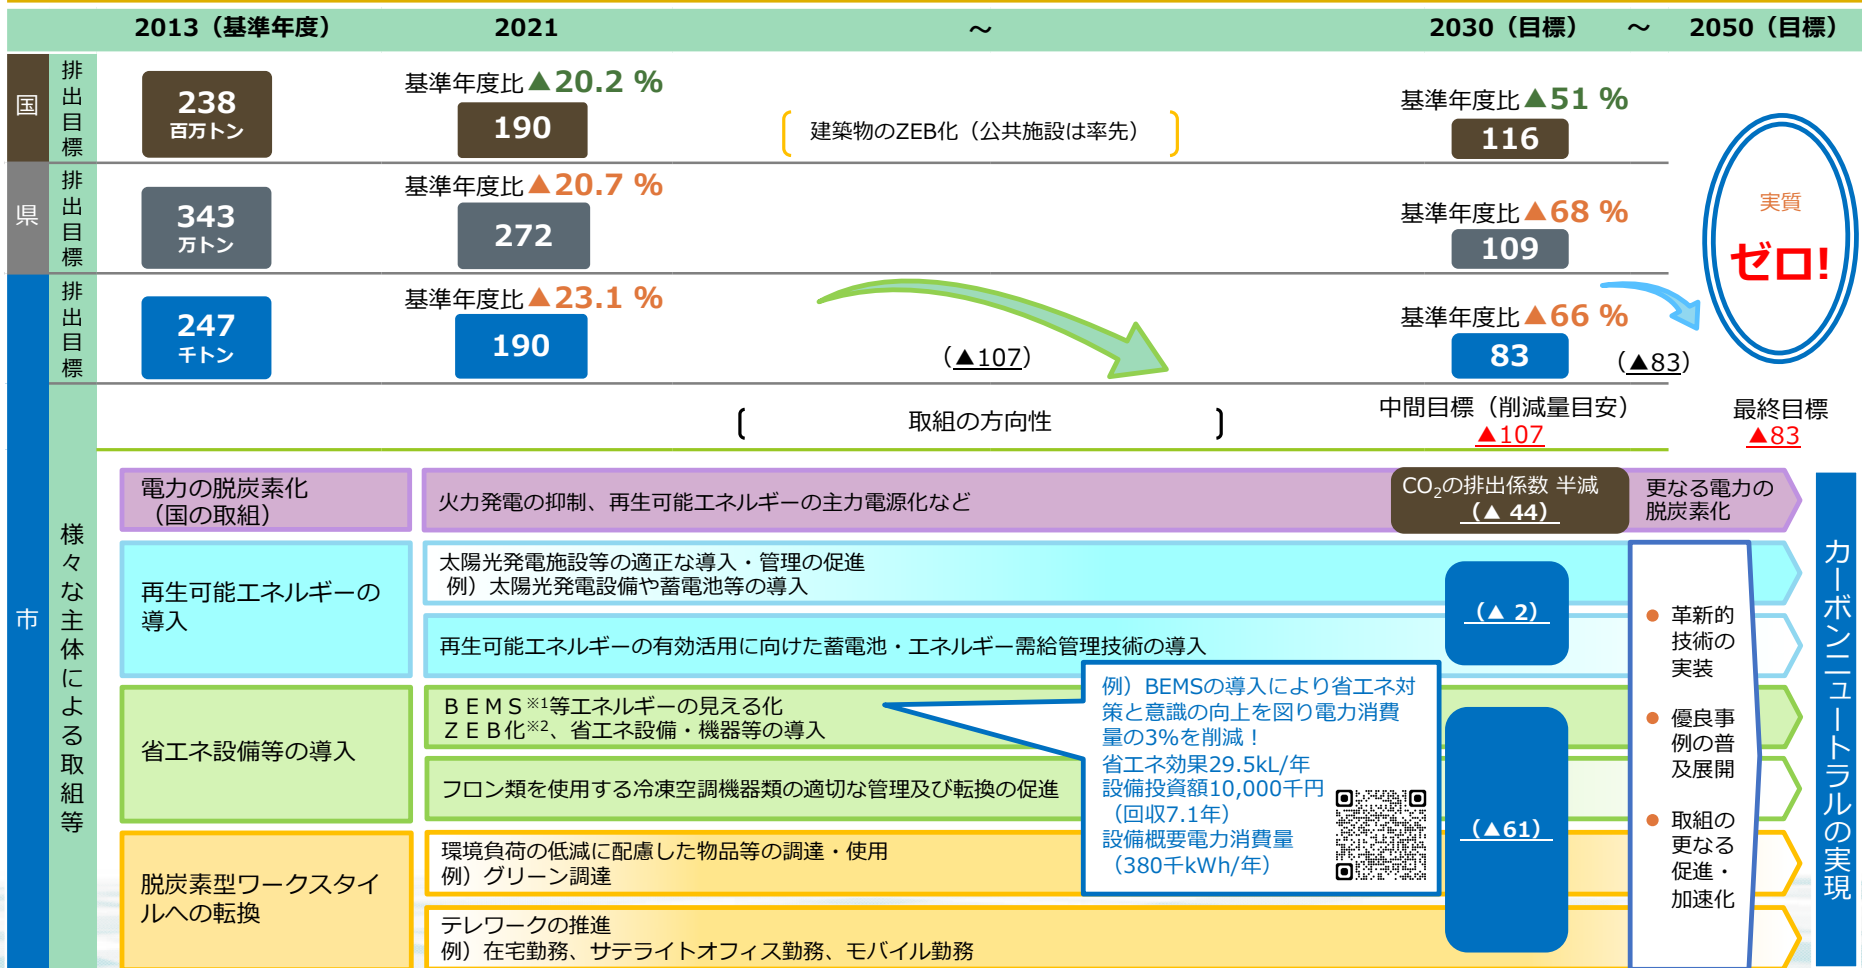 2013（基準年度） 2021 ～ 2030（目標） ～ 2050（目標）
国
排出目標
238
百万トン
基準年度比▲20.2 %
190
建築物のZEB化（公共施設は率先）
基準年度比▲51 %
116
県
排出目標
343
万トン
基準年度比▲20.7 %
272
基準年度比▲68 %
109
実質
ゼロ!
市
排出目標
247
千トン
基準年度比▲23.1 %
190
（▲107）
基準年度比▲66 %
83
（▲83）
取組の方向性
中間目標（削減量目安）
▲107
最終目標
▲83
様々な主体による取組等
電力の脱炭素化
（国の取組）
火力発電の抑制、再生可能エネルギーの主力電源化など
CO₂の排出係数 半減
（▲ 44）
更なる電力の
脱炭素化
再生可能エネルギーの
導入
太陽光発電施設等の適正な導入・管理の促進
例）太陽光発電設備や蓄電池等の導入
再生可能エネルギーの有効活用に向けた蓄電池・エネルギー需給管理技術の導入
（▲ 2）
省エネ設備等の導入
ＢＥＭＳ※1等エネルギーの見える化
ＺＥＢ化※2、省エネ設備・機器等の導入
フロン類を使用する冷凍空調機器類の適切な管理及び転換の促進
例）BEMSの導入により省エネ対
策と意識の向上を図り電力消費
量の3%を削減！
省エネ効果29.5kL/年
設備投資額10,000千円
（回収7.1年）
設備概要電力消費量
（380千kWh/年）
（▲61）
脱炭素型ワークスタイ
ルへの転換
環境負荷の低減に配慮した物品等の調達・使用
例）グリーン調達
テレワークの推進
例）在宅勤務、サテライトオフィス勤務、モバイル勤務
● 革新的
技術の
実装
● 優良事
例の普
及展開
● 取組の
更なる
促進・
加速化
カーボンニュートラルの実現